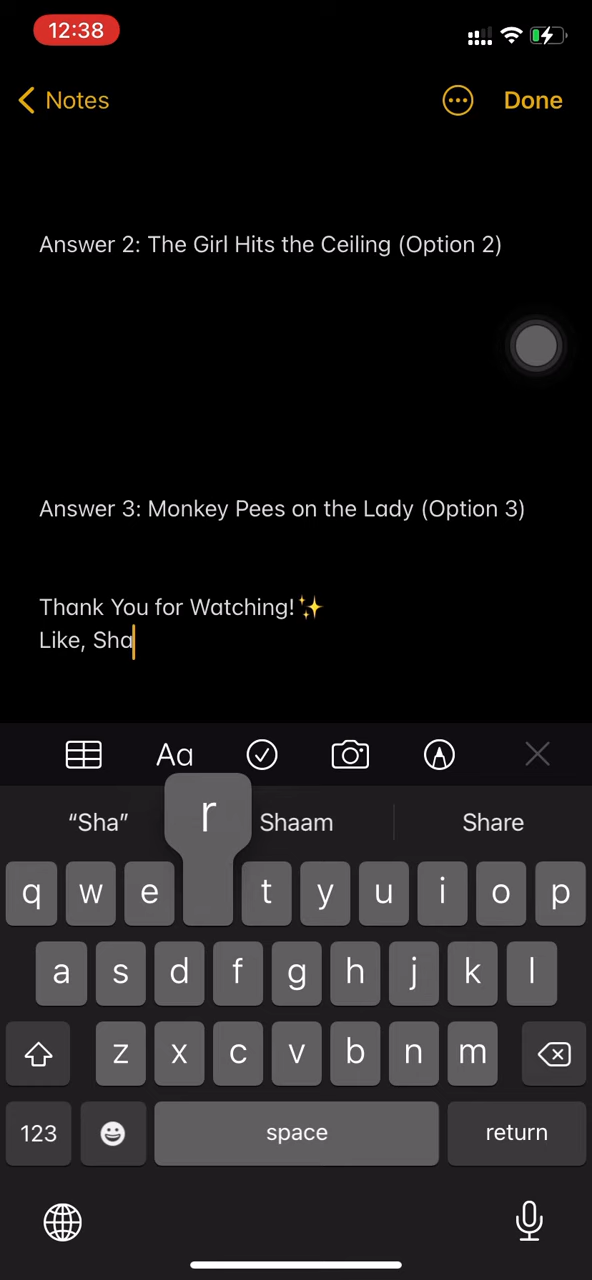 12:38
Notes
Done
Answer 2: The Girl Hits the Ceiling (Option 2)
Answer 3: Monkey Pees on the Lady (Option 3)
Thank You for Watching!✨
Like, Sha
Aa
“Sha” Shaam Share
r
q w e t y u i o p
a s d f g h j k l
z x c v b n m
123 space return